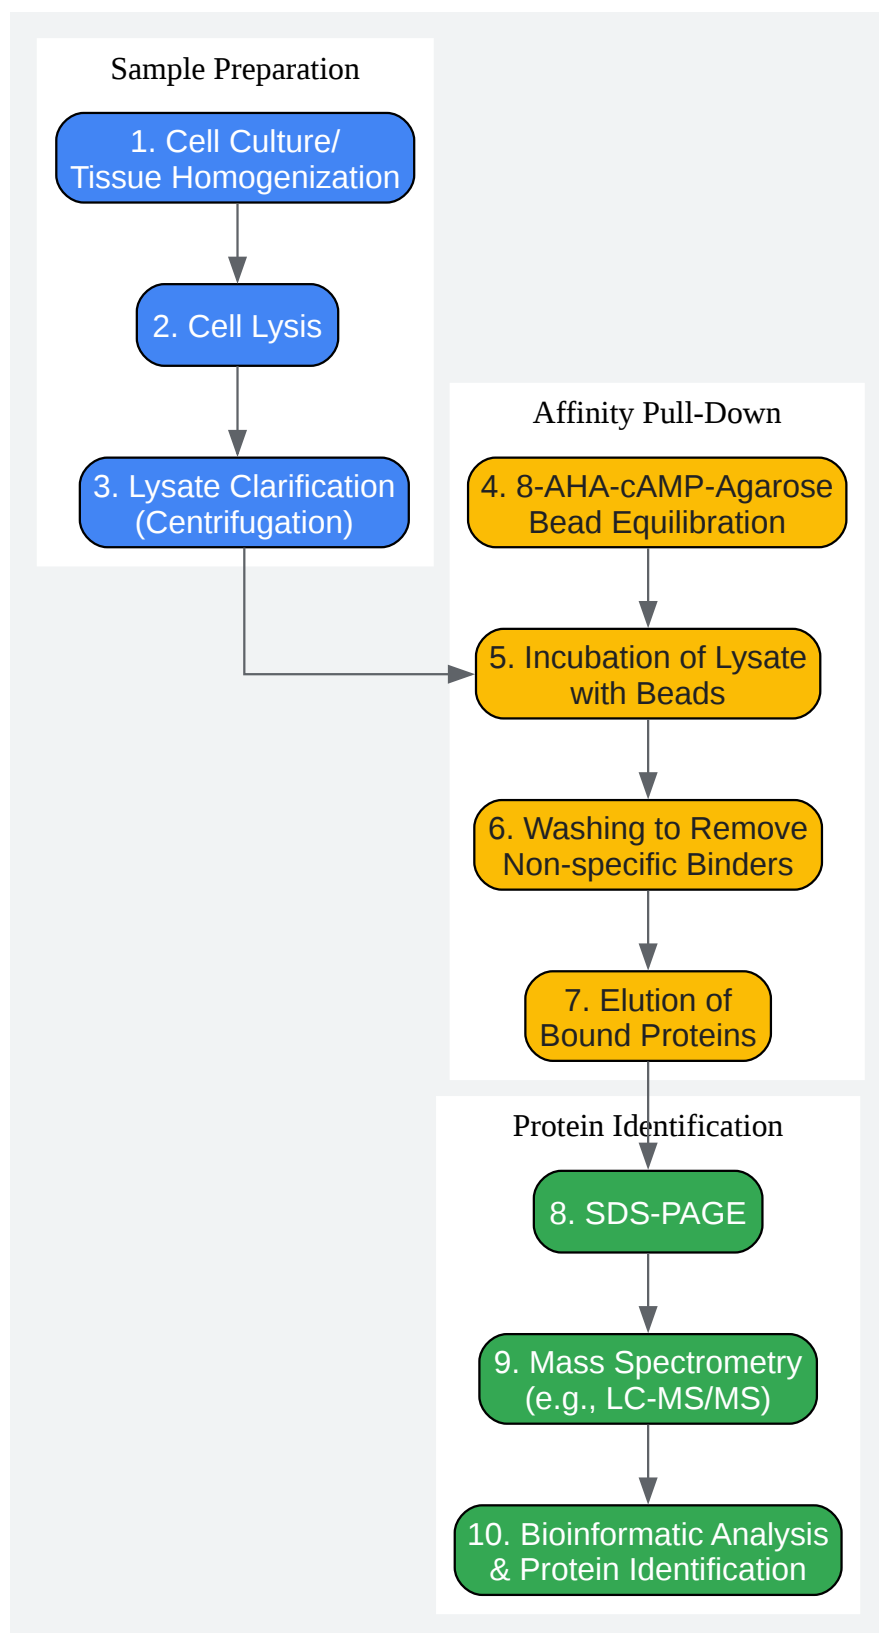 Sample Preparation
1. Cell Culture/
Tissue Homogenization
2. Cell Lysis
3. Lysate Clarification
(Centrifugation)
Affinity Pull-Down
4. 8-AHA-cAMP-Agarose
Bead Equilibration
5. Incubation of Lysate
with Beads
6. Washing to Remove
Non-specific Binders
7. Elution of
Bound Proteins
Protein Identification
8. SDS-PAGE
9. Mass Spectrometry
(e.g., LC-MS/MS)
10. Bioinformatic Analysis
& Protein Identification